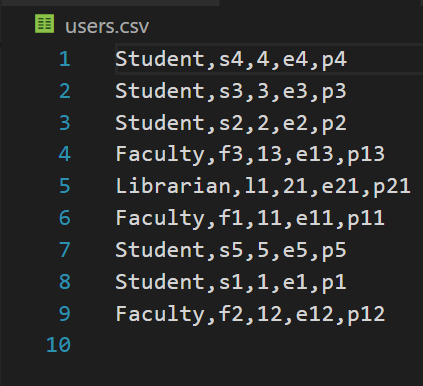 users.csv
1 Student,s4,4,e4,p4
2 Student,s3,3,e3,p3
3 Student,s2,2,e2,p2
4 Faculty,f3,13,e13,p13
5 Librarian,l1,21,e21,p21
6 Faculty,f1,11,e11,p11
7 Student,s5,5,e5,p5
8 Student,s1,1,e1,p1
9 Faculty,f2,12,e12,p12
10